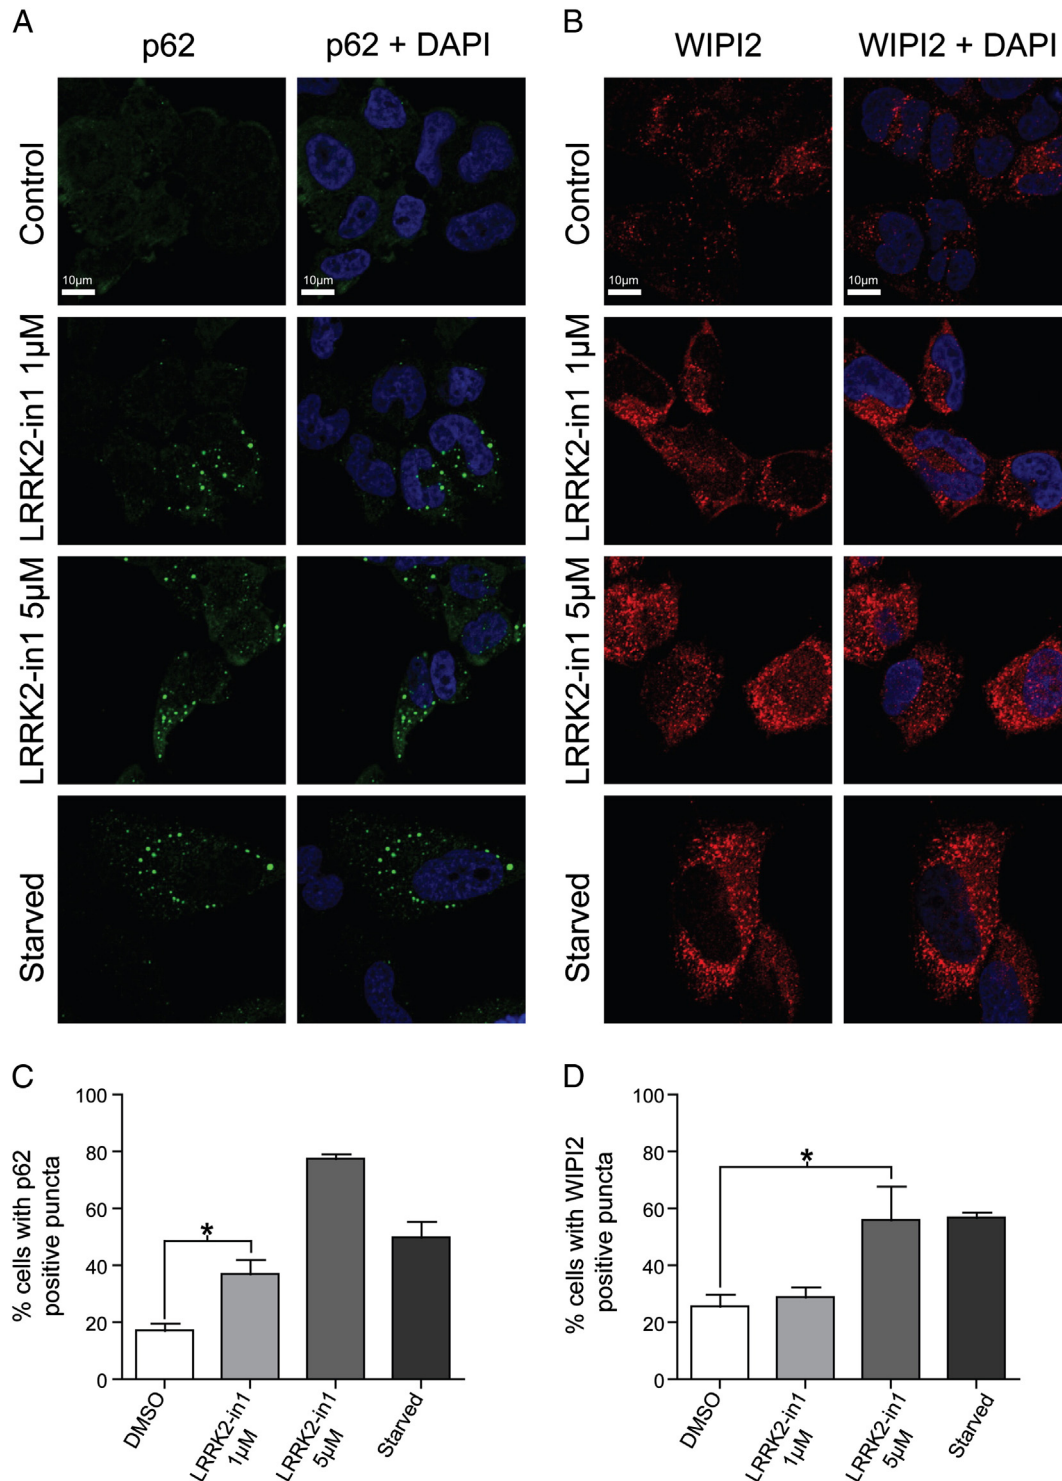 A
p62
p62 + DAPI
Control
10µm
10µm
LRRK2-in1 1µM
LRRK2-in1 5µM
Starved
B
WIPI2
WIPI2 + DAPI
Control
10µm
10µm
LRRK2-in1 1µM
LRRK2-in1 5µM
Starved
C
% cells with p62
positive puncta
100
80
60
40
20
0
*
DMSO
LRRK2-in1
1µM
LRRK2-in1
5µM
Starved
D
% cells with WIPI2
positive puncta
100
80
60
40
20
0
*
DMSO
LRRK2-in1
1µM
LRRK2-in1
5µM
Starved